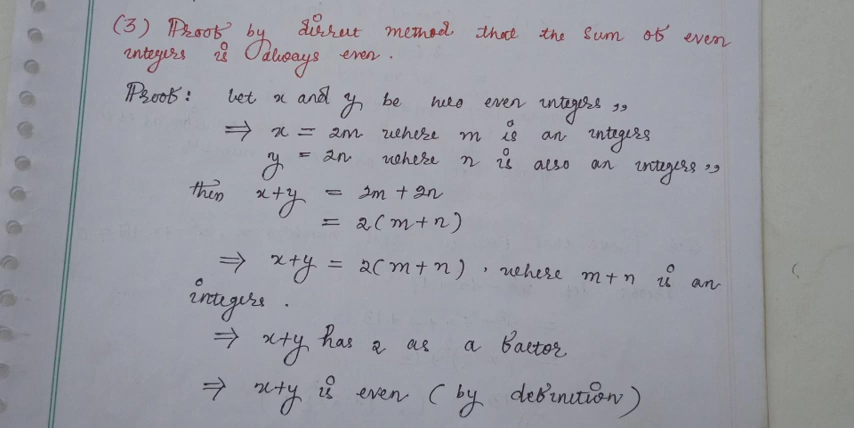 (3) Proof by direct method that the sum of even
integers is always even.
Proof: Let x and y be two even integers,,
⇒ x = 2m where m is an integers
y = 2n where n is also an integers,,
then x+y = 2m + 2n
= 2(m+n)
⇒ x+y = 2(m+n), where m+n is an
integers.
⇒ x+y has 2 as a factor
⇒ x+y is even (by definition)